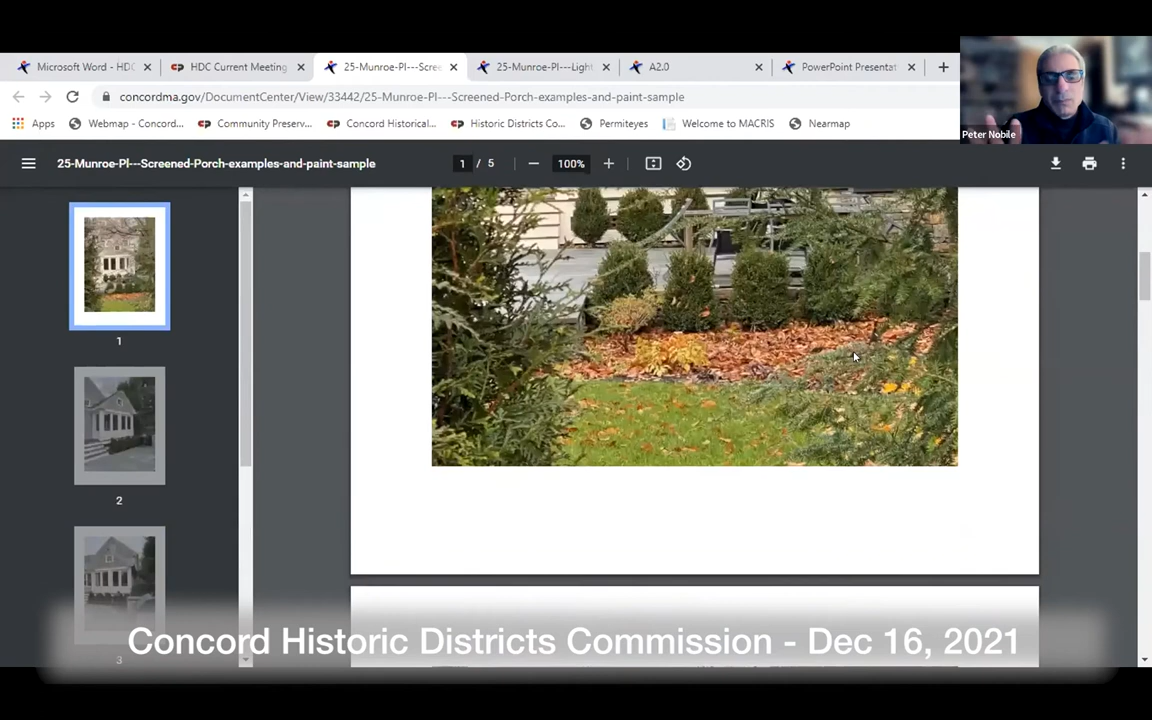 Microsoft Word - HDC
HDC Current Meeting
25-Munroe-Pl---Scree
25-Munroe-Pl---Light
A2.0
PowerPoint Presentat
concordma.gov/DocumentCenter/View/33442/25-Munroe-Pl---Screened-Porch-examples-and-paint-sample
Apps
Webmap - Concord...
Community Preserv...
Concord Historical...
Historic Districts Co...
Permiteyes
Welcome to MACRIS
Nearmap
Peter Nobile
25-Munroe-Pl---Screened-Porch-examples-and-paint-sample
1 / 5
100%
1
2
3
Concord Historic Districts Commission - Dec 16, 2021